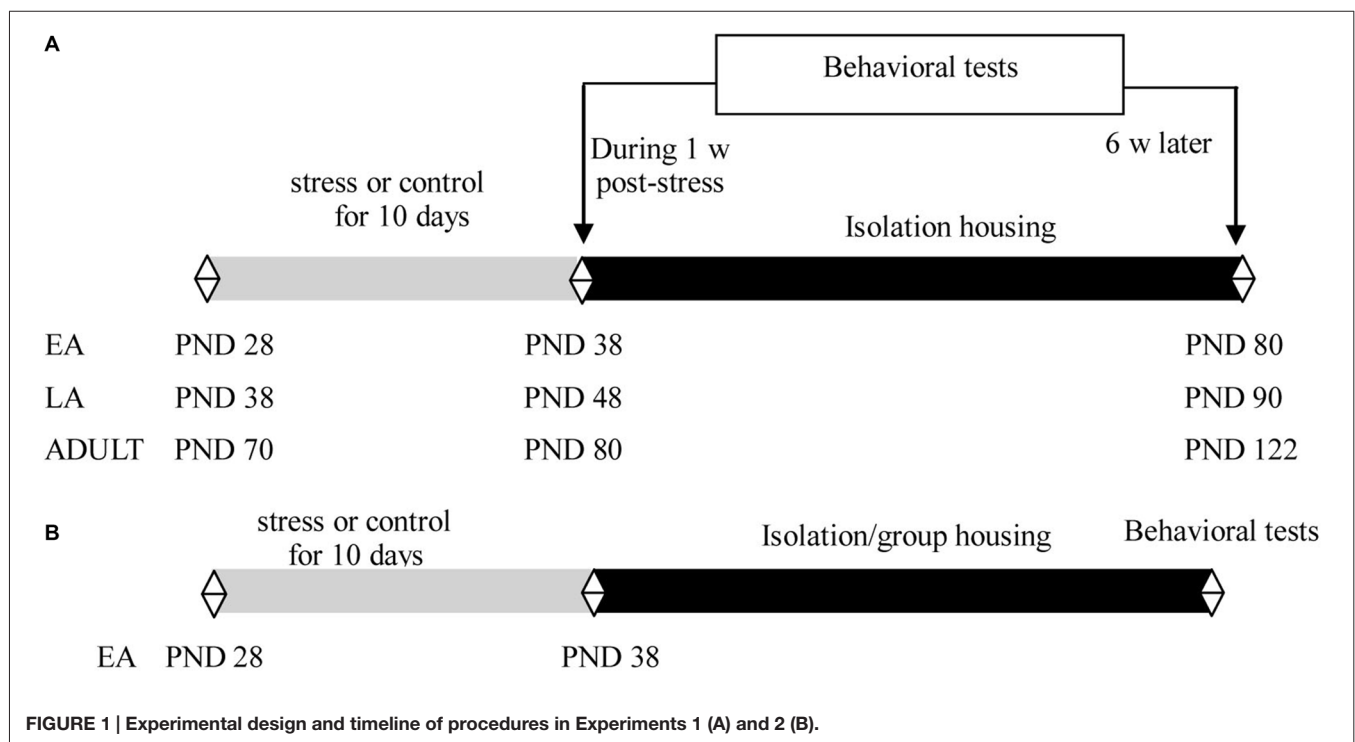 A
Behavioral tests
During 1 w
post-stress
6 w later
stress or control
for 10 days
Isolation housing
EA PND 28 PND 38 PND 80
LA PND 38 PND 48 PND 90
ADULT PND 70 PND 80 PND 122
B
stress or control
for 10 days
Isolation/group housing
Behavioral tests
EA PND 28 PND 38
FIGURE 1 | Experimental design and timeline of procedures in Experiments 1 (A) and 2 (B).